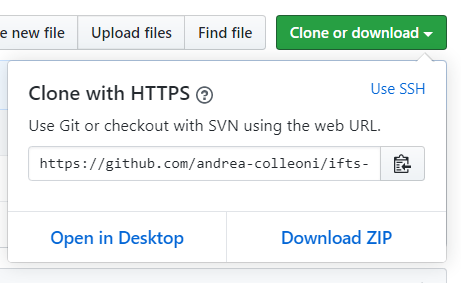 e new file Upload files Find file Clone or download
Clone with HTTPS ? Use SSH
Use Git or checkout with SVN using the web URL.
https://github.com/andrea-colleoni/ifts-
Open in Desktop Download ZIP